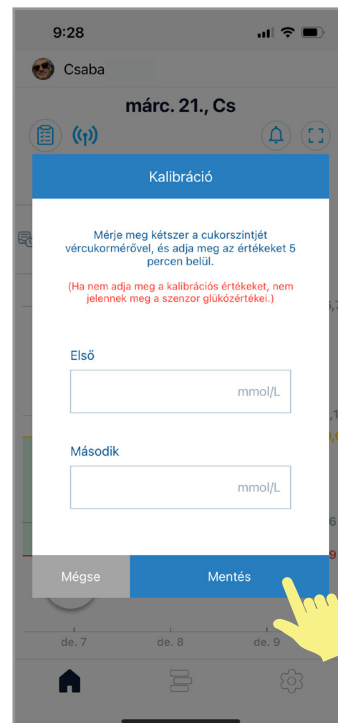 9:28
Csaba
márc. 21., Cs
Kalibráció
Mérje meg kétszer a cukorszintjét
vércukormérővel, és adja meg az értékeket 5
percen belül.
(Ha nem adja meg a kalibrációs értékeket, nem
jelennek meg a szenzor glükózértékei.)
Első
mmol/L
Második
mmol/L
Mégse
Mentés
de. 7
de. 8
de. 9